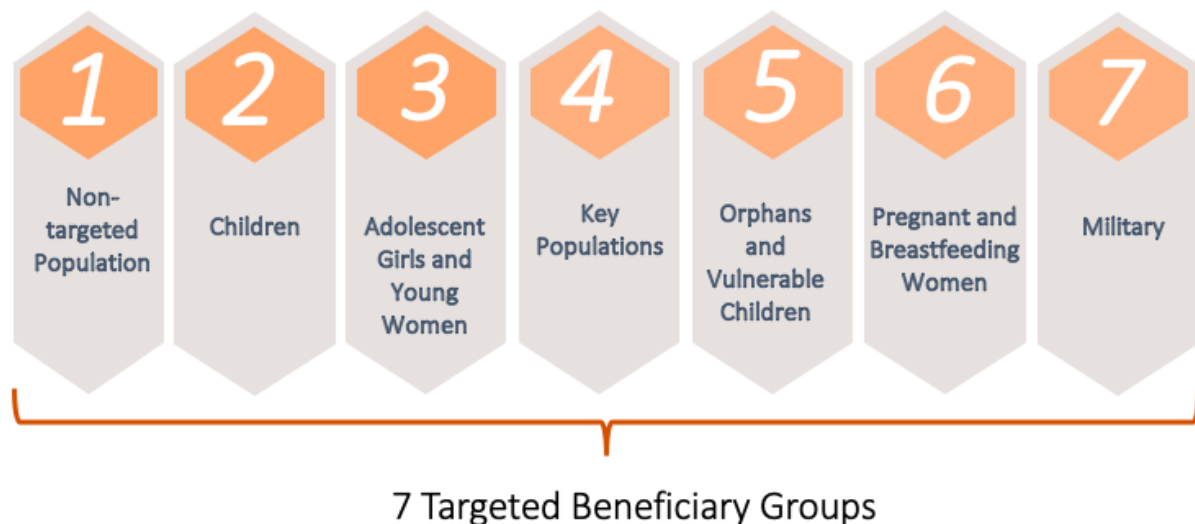 1
Non-
targeted
Population
2
Children
3
Adolescent
Girls and
Young
Women
4
Key
Populations
5
Orphans
and
Vulnerable
Children
6
Pregnant and
Breastfeeding
Women
7
Military
7 Targeted Beneficiary Groups